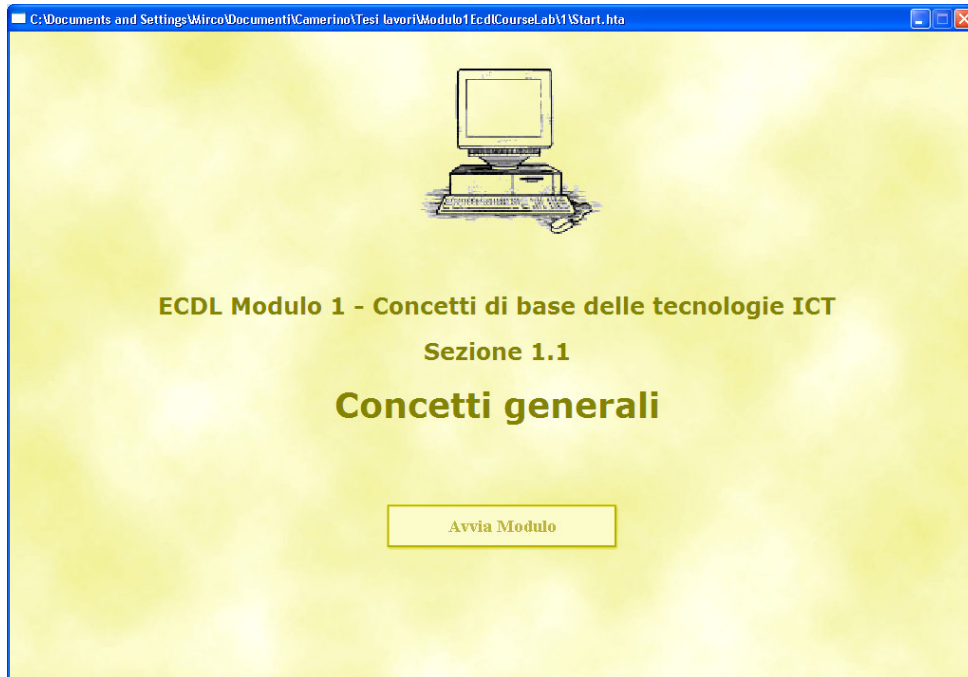 C:\Documents and Settings\Mirco\Documenti\Camerino\Tesi lavori\Modulo1EcdlCourseLab\1\Start.hta
ECDL Modulo 1 - Concetti di base delle tecnologie ICT
Sezione 1.1
Concetti generali
Avvia Modulo